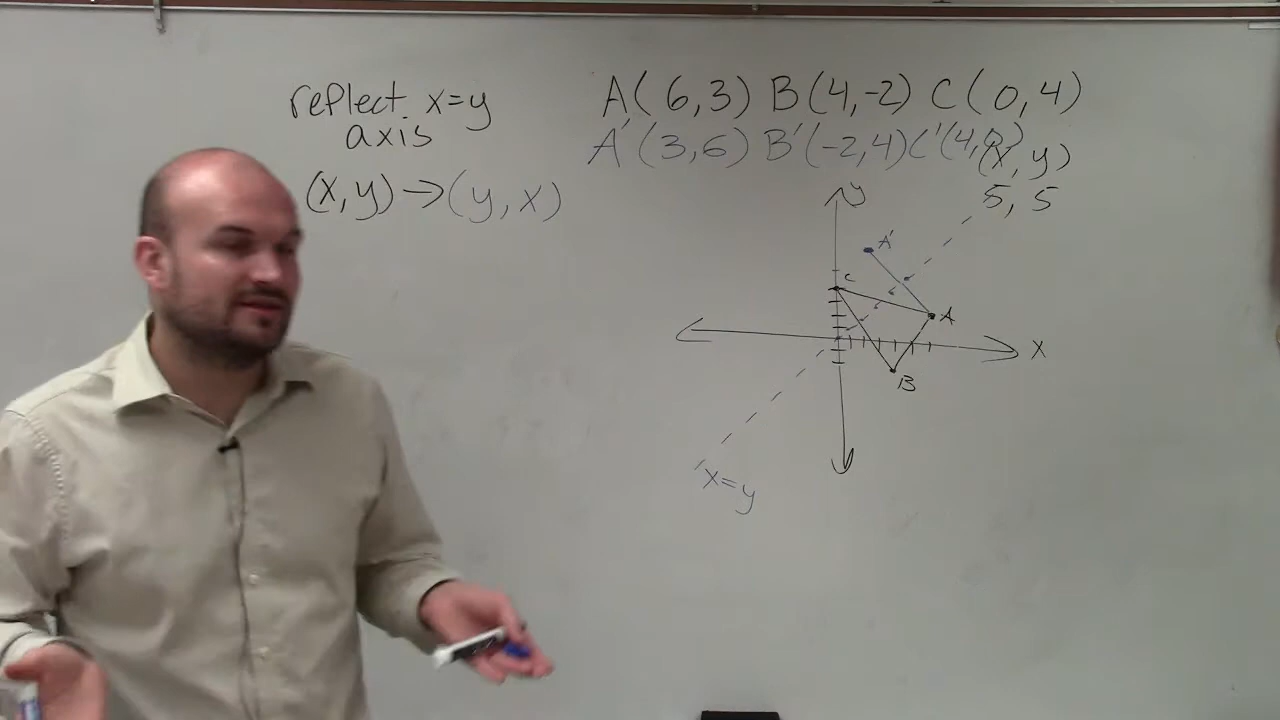 reflect x=y
axis
(x,y)→(y,x)
A(6,3) B(4,-2) C(0,4)
A'(3,6) B'(-2,4) C'(4,0)
(x,y)
5, 5
y
A'
C
A
X
B
x=y